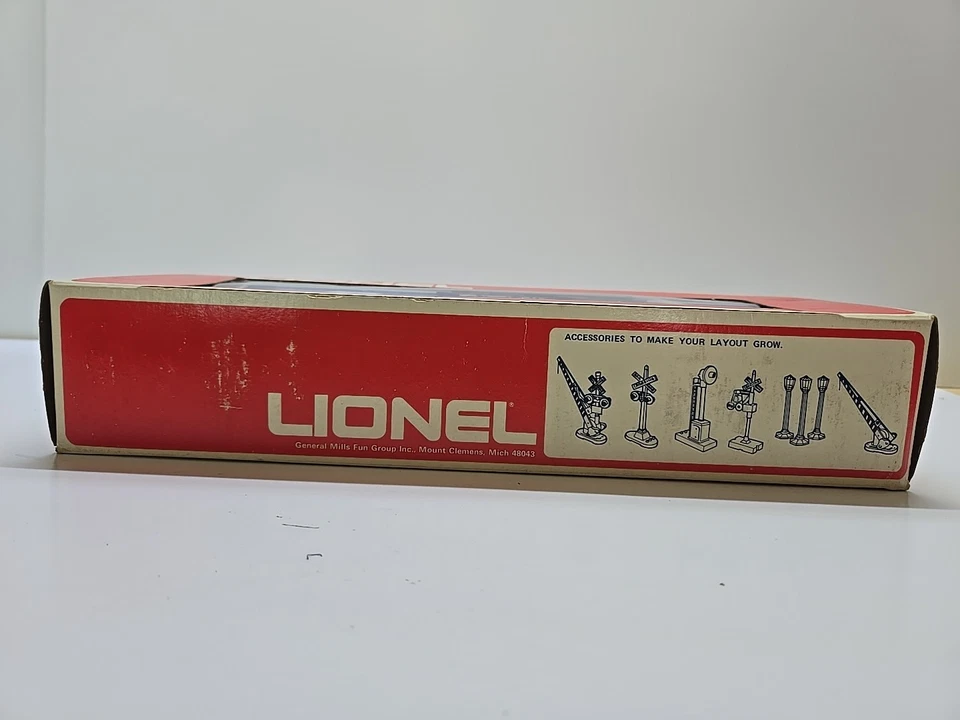 LIONEL®
General Mills Fun Group Inc., Mount Clemens, Mich 48043
ACCESSORIES TO MAKE YOUR LAYOUT GROW.